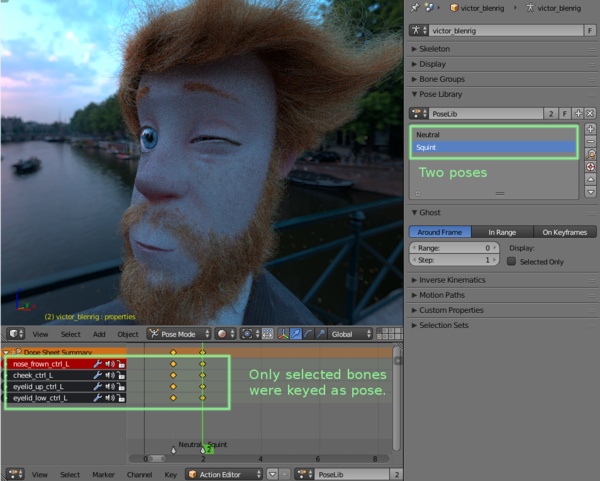 victor_blenrig
victor_blenrig
victor_blenrig
F
Skeleton
Display
Bone Groups
Pose Library
PoseLib
2
F
Neutral
Squint
Two poses
Ghost
Around Frame
In Range
On Keyframes
Range:
0
Display:
Step:
1
Selected Only
Inverse Kinematics
Motion Paths
Custom Properties
Selection Sets
(2) victor_blenrig : properties
View
Select
Add
Object
Pose Mode
Global
Dope Sheet Summary
nose_frown_ctrl_L
cheek_ctrl_L
eyelid_up_ctrl_L
eyelid_low_ctrl_L
Only selected bones
were keyed as pose.
Neutral
Squint
0
2
20
40
60
View
Select
Marker
Channel
Key
Action Editor
PoseLib
2